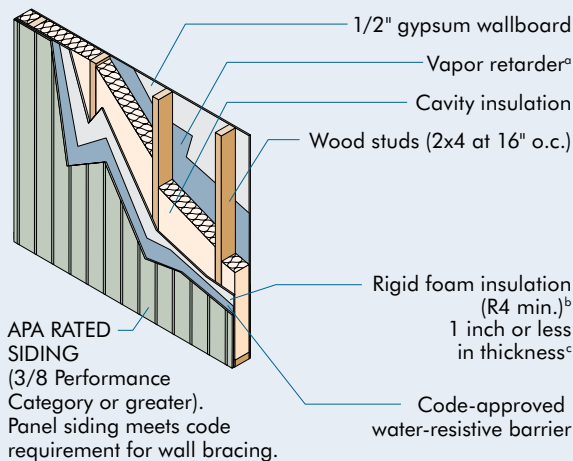 1/2" gypsum wallboard
Vapor retarderᵃ
Cavity insulation
Wood studs (2x4 at 16" o.c.)
Rigid foam insulation
(R4 min.)ᵇ
1 inch or less
in thicknessᶜ
Code-approved
water-resistive barrier
APA RATED
SIDING
(3/8 Performance
Category or greater).
Panel siding meets code
requirement for wall bracing.